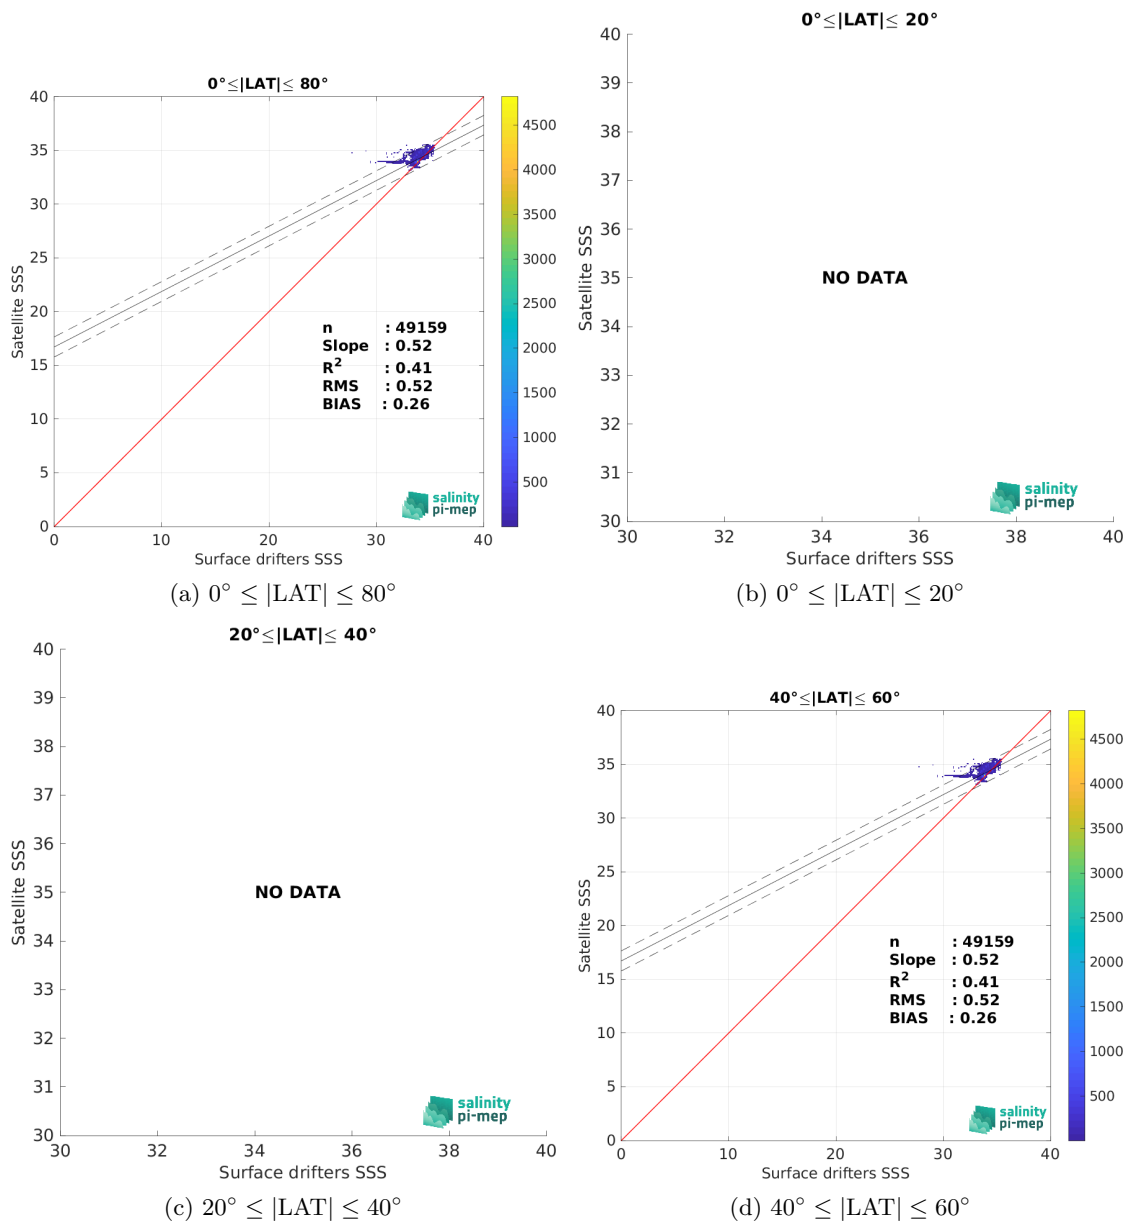 0°≤|LAT|≤ 80°
Satellite SSS
40
35
30
25
20
15
10
5
0
0 10 20 30 40
Surface drifters SSS
n : 49159
Slope : 0.52
R² : 0.41
RMS : 0.52
BIAS : 0.26
salinity
pi-mep
4500
4000
3500
3000
2500
2000
1500
1000
500
(a) 0° ≤ |LAT| ≤ 80°
0°≤|LAT|≤ 20°
Satellite SSS
40
39
38
37
36
35
34
33
32
31
30
NO DATA
salinity
pi-mep
30 32 34 36 38 40
Surface drifters SSS
(b) 0° ≤ |LAT| ≤ 20°
20°≤|LAT|≤ 40°
Satellite SSS
40
39
38
37
36
35
34
33
32
31
30
NO DATA
salinity
pi-mep
30 32 34 36 38 40
Surface drifters SSS
(c) 20° ≤ |LAT| ≤ 40°
40°≤|LAT|≤ 60°
Satellite SSS
40
35
30
25
20
15
10
5
0
0 10 20 30 40
Surface drifters SSS
n : 49159
Slope : 0.52
R² : 0.41
RMS : 0.52
BIAS : 0.26
salinity
pi-mep
4500
4000
3500
3000
2500
2000
1500
1000
500
(d) 40° ≤ |LAT| ≤ 60°